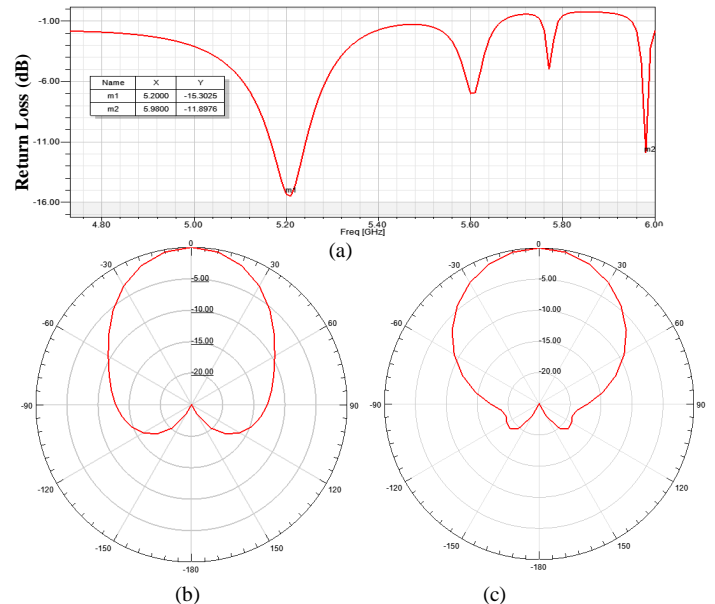 Return Loss (dB)
-1.00
-6.00
-11.00
-16.00
Name X Y
m1 5.2000 -15.3025
m2 5.9800 -11.8976
m1
m2
4.80 5.00 5.20 5.40 5.60 5.80 6.00
Freq [GHz]
(a)
0
-30 30
-60 60
-90 90
-120 120
-150 150
-180
-5.00
-10.00
-15.00
-20.00
(b)
0
-30 30
-60 60
-90 90
-120 120
-150 150
-180
-5.00
-10.00
-15.00
-20.00
(c)